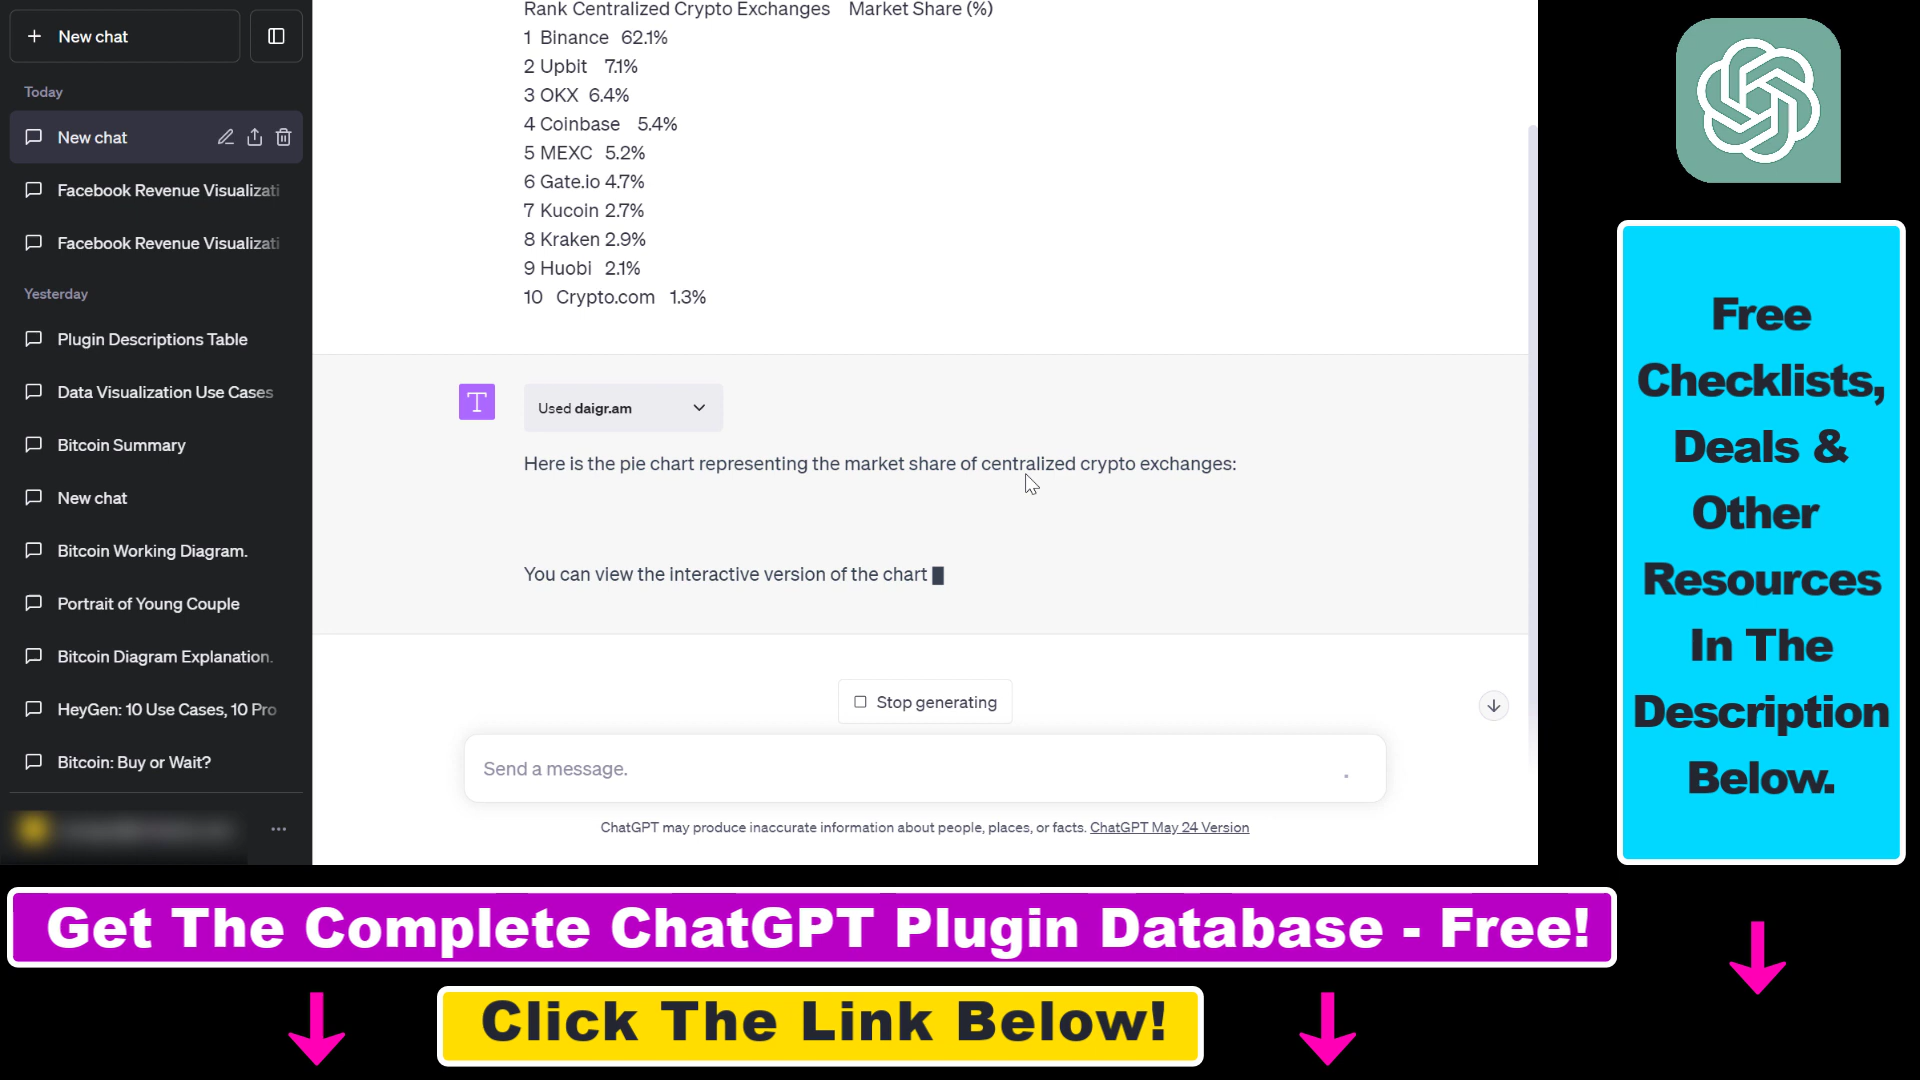 New chat
Today
New chat
Facebook Revenue Visualizati
Facebook Revenue Visualizati
Yesterday
Plugin Descriptions Table
Data Visualization Use Cases
Bitcoin Summary
New chat
Bitcoin Working Diagram.
Portrait of Young Couple
Bitcoin Diagram Explanation.
HeyGen: 10 Use Cases, 10 Pro
Bitcoin: Buy or Wait?
Rank Centralized Crypto Exchanges Market Share (%)
1 Binance 62.1%
2 Upbit 7.1%
3 OKX 6.4%
4 Coinbase 5.4%
5 MEXC 5.2%
6 Gate.io 4.7%
7 Kucoin 2.7%
8 Kraken 2.9%
9 Huobi 2.1%
10 Crypto.com 1.3%
T
Used daigr.am
Here is the pie chart representing the market share of centralized crypto exchanges:
You can view the interactive version of the chart
Stop generating
Send a message.
ChatGPT may produce inaccurate information about people, places, or facts. ChatGPT May 24 Version
Free
Checklists,
Deals &
Other
Resources
In The
Description
Below.
Get The Complete ChatGPT Plugin Database - Free!
Click The Link Below!